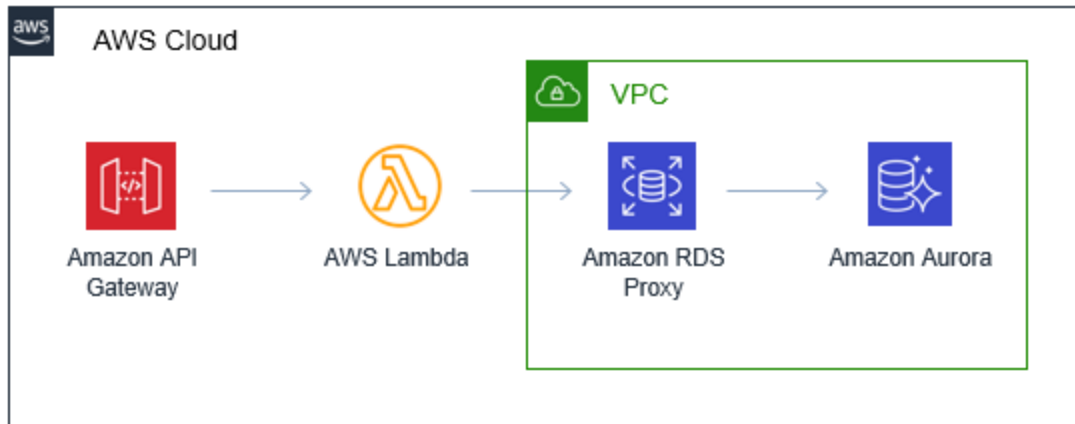 aws
AWS Cloud
VPC
</>
Amazon API
Gateway
AWS Lambda
Amazon RDS
Proxy
Amazon Aurora